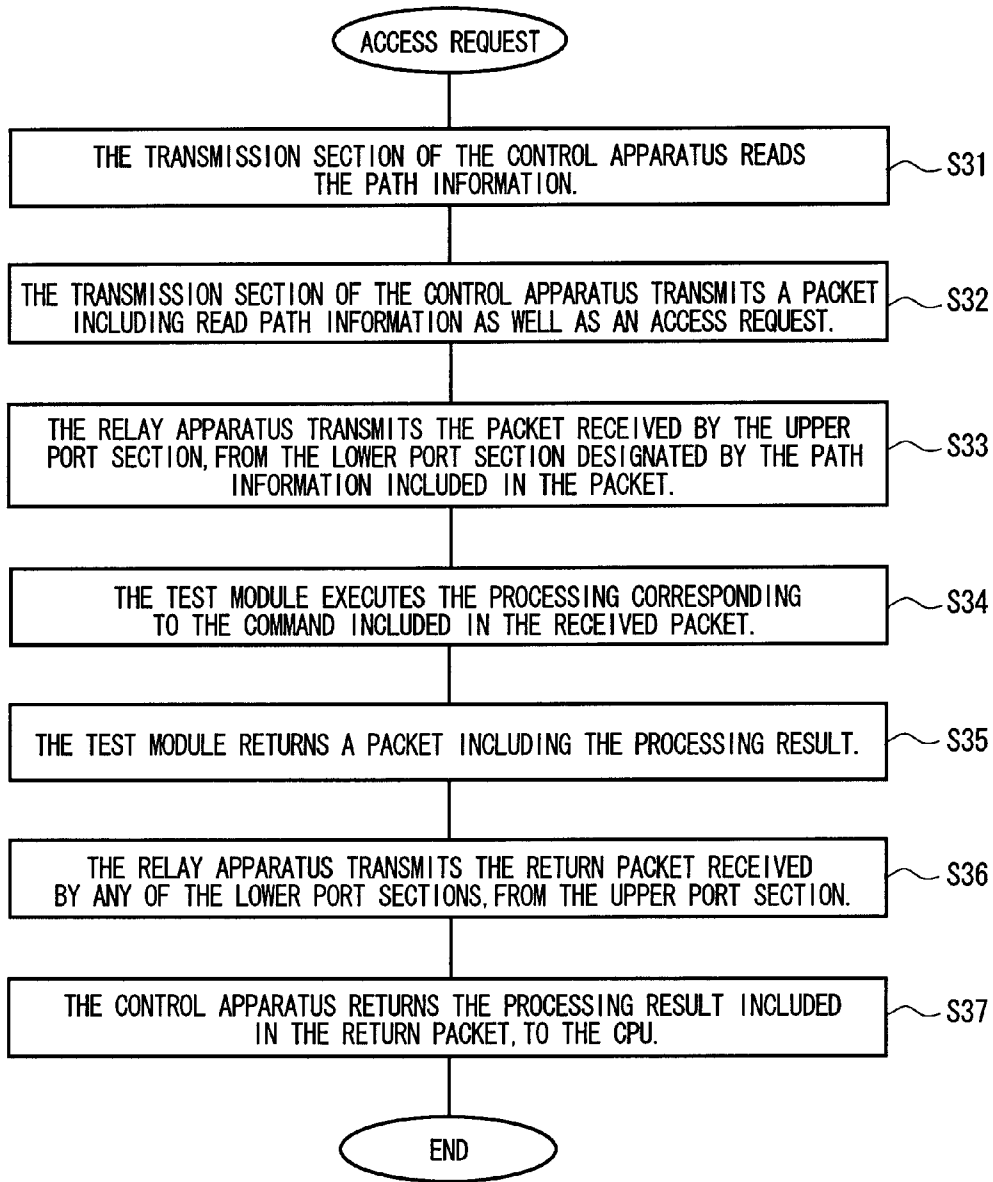 ACCESS REQUEST
THE TRANSMISSION SECTION OF THE CONTROL APPARATUS READS
THE PATH INFORMATION.
S31
THE TRANSMISSION SECTION OF THE CONTROL APPARATUS TRANSMITS A PACKET
INCLUDING READ PATH INFORMATION AS WELL AS AN ACCESS REQUEST.
S32
THE RELAY APPARATUS TRANSMITS THE PACKET RECEIVED BY THE UPPER
PORT SECTION, FROM THE LOWER PORT SECTION DESIGNATED BY THE PATH
INFORMATION INCLUDED IN THE PACKET.
S33
THE TEST MODULE EXECUTES THE PROCESSING CORRESPONDING
TO THE COMMAND INCLUDED IN THE RECEIVED PACKET.
S34
THE TEST MODULE RETURNS A PACKET INCLUDING THE PROCESSING RESULT.
S35
THE RELAY APPARATUS TRANSMITS THE RETURN PACKET RECEIVED
BY ANY OF THE LOWER PORT SECTIONS, FROM THE UPPER PORT SECTION.
S36
THE CONTROL APPARATUS RETURNS THE PROCESSING RESULT INCLUDED
IN THE RETURN PACKET, TO THE CPU.
S37
END